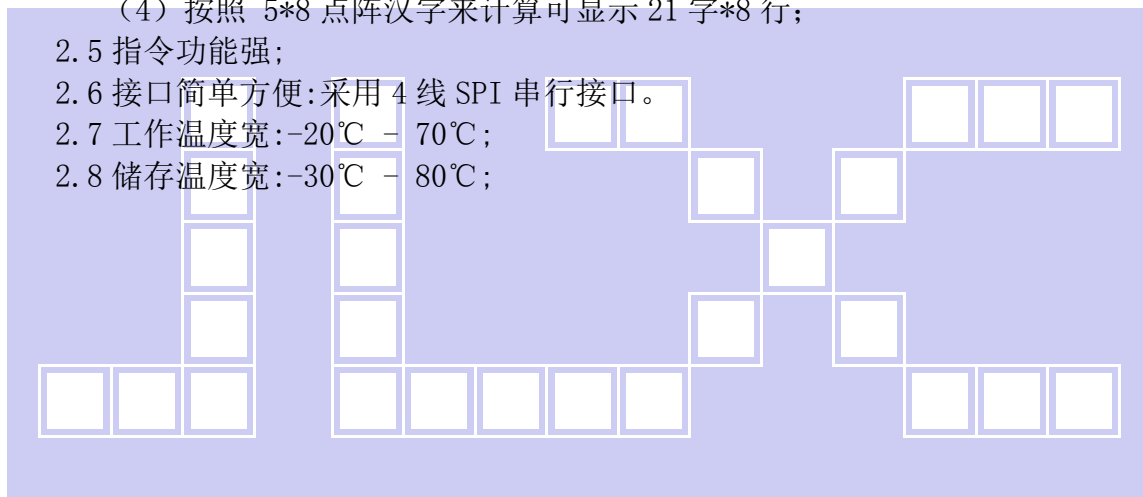 （4）按照 5*8 点阵汉字来计算可显示 21 字*8 行;
2.5 指令功能强;
2.6 接口简单方便:采用 4 线 SPI 串行接口。
2.7 工作温度宽:-20℃ - 70℃;
2.8 储存温度宽:-30℃ - 80℃;
JLX